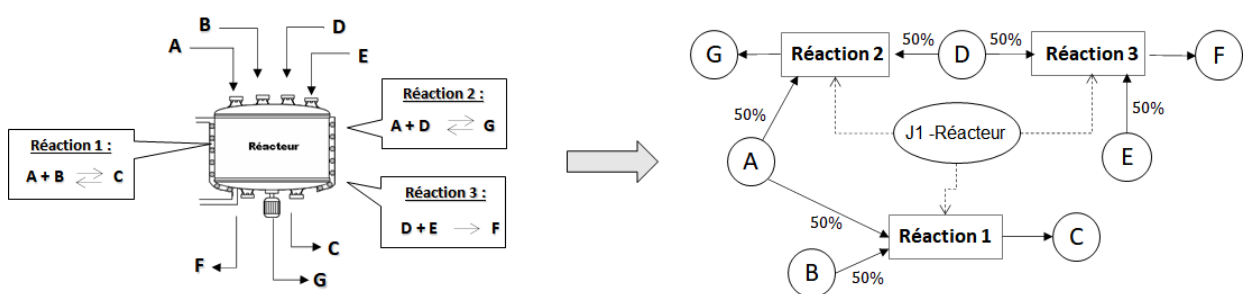 B
D
A
E
Réaction 2 :
A + D G
Réaction 1 :
A + B C
Réacteur
Réaction 3 :
D + E F
C
F
G
G
Réaction 2
50%
D
50%
Réaction 3
F
50%
50%
J1 -Réacteur
A
E
50%
Réaction 1
C
B
50%